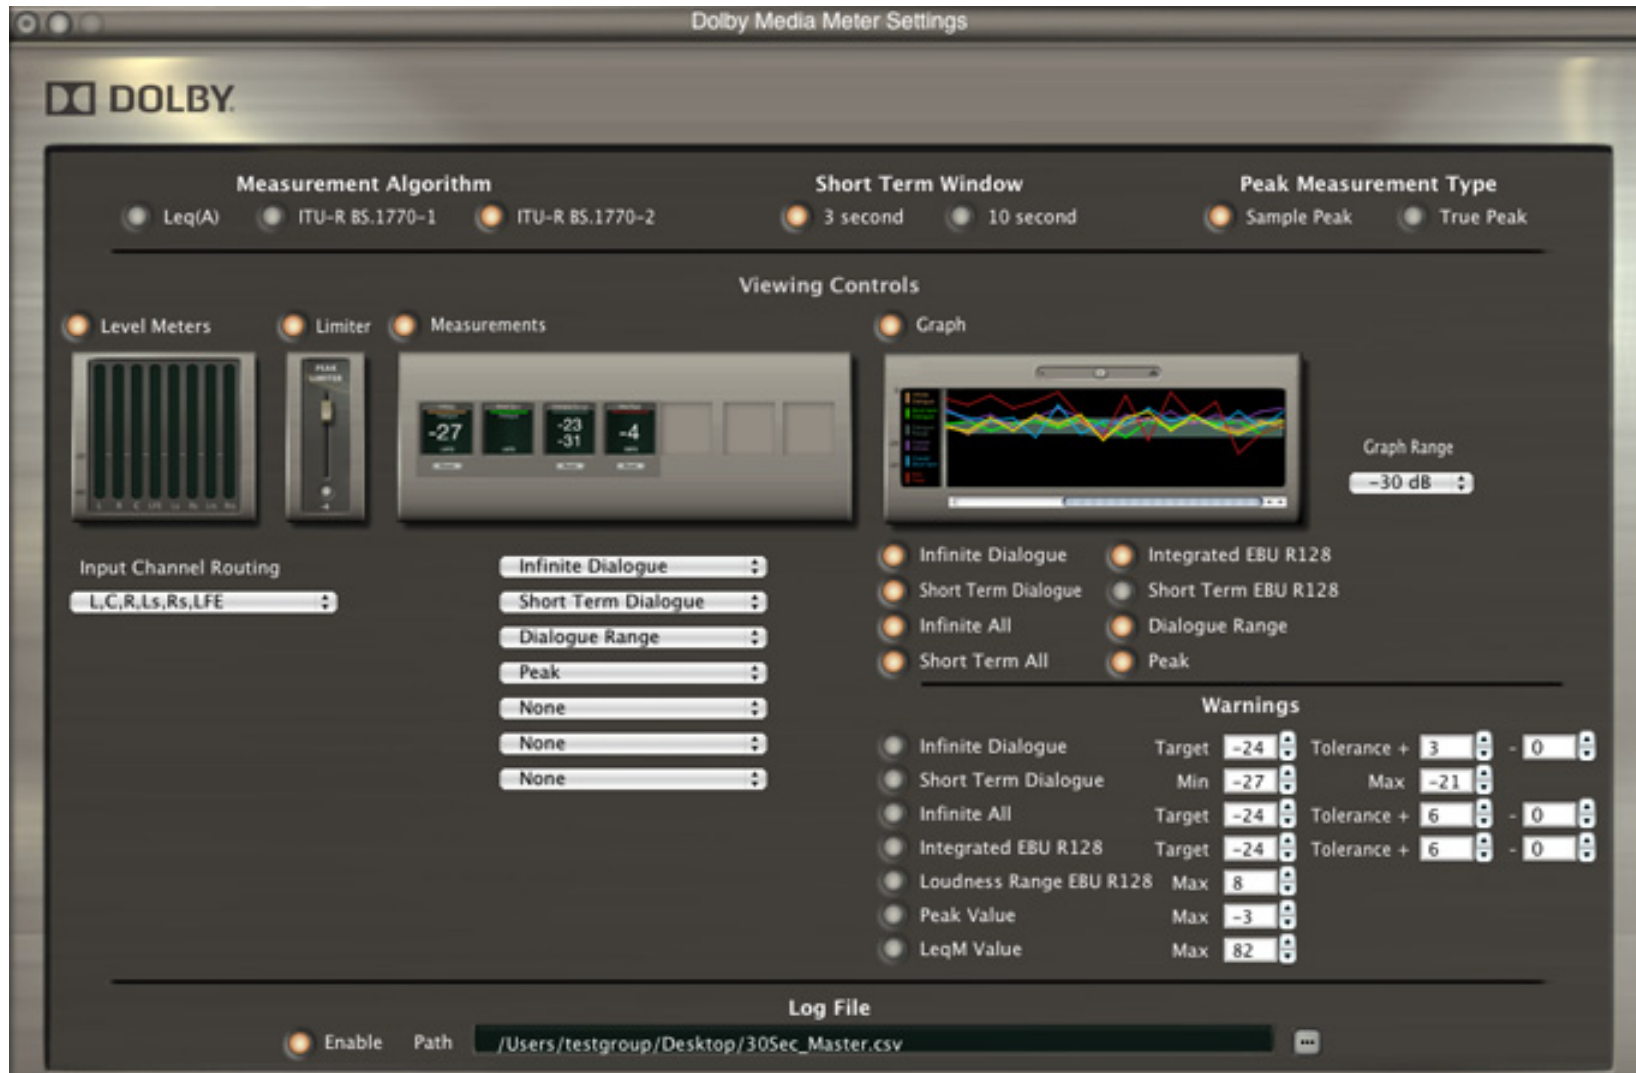 Dolby Media Meter Settings
DOLBY
Measurement Algorithm
Leq(A) ITU-R BS.1770-1 ITU-R BS.1770-2
Short Term Window
3 second 10 second
Peak Measurement Type
Sample Peak True Peak
Viewing Controls
Level Meters
Limiter
Measurements
Graph
PEAK
LIMITER
-27
-23
-31
-4
Graph Range
-30 dB
Input Channel Routing
L,C,R,Ls,Rs,LFE
Infinite Dialogue
Short Term Dialogue
Dialogue Range
Peak
None
None
None
Infinite Dialogue Integrated EBU R128
Short Term Dialogue Short Term EBU R128
Infinite All Dialogue Range
Short Term All Peak
Warnings
Infinite Dialogue Target -24 Tolerance + 3 - 0
Short Term Dialogue Min -27 Max -21
Infinite All Target -24 Tolerance + 6 - 0
Integrated EBU R128 Target -24 Tolerance + 6 - 0
Loudness Range EBU R128 Max 8
Peak Value Max -3
LeqM Value Max 82
Log File
Enable Path /Users/testgroup/Desktop/30Sec_Master.csv ...